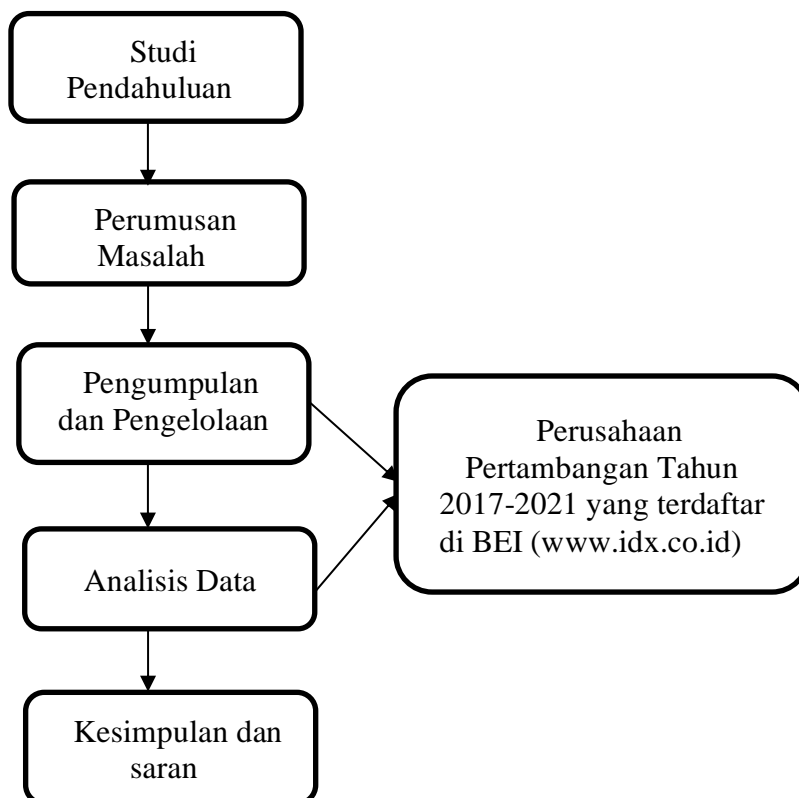 Studi
Pendahuluan
Perumusan
Masalah
Pengumpulan
dan Pengelolaan
Perusahaan
Pertambangan Tahun
2017-2021 yang terdaftar
di BEI (www.idx.co.id)
Analisis Data
Kesimpulan dan
saran